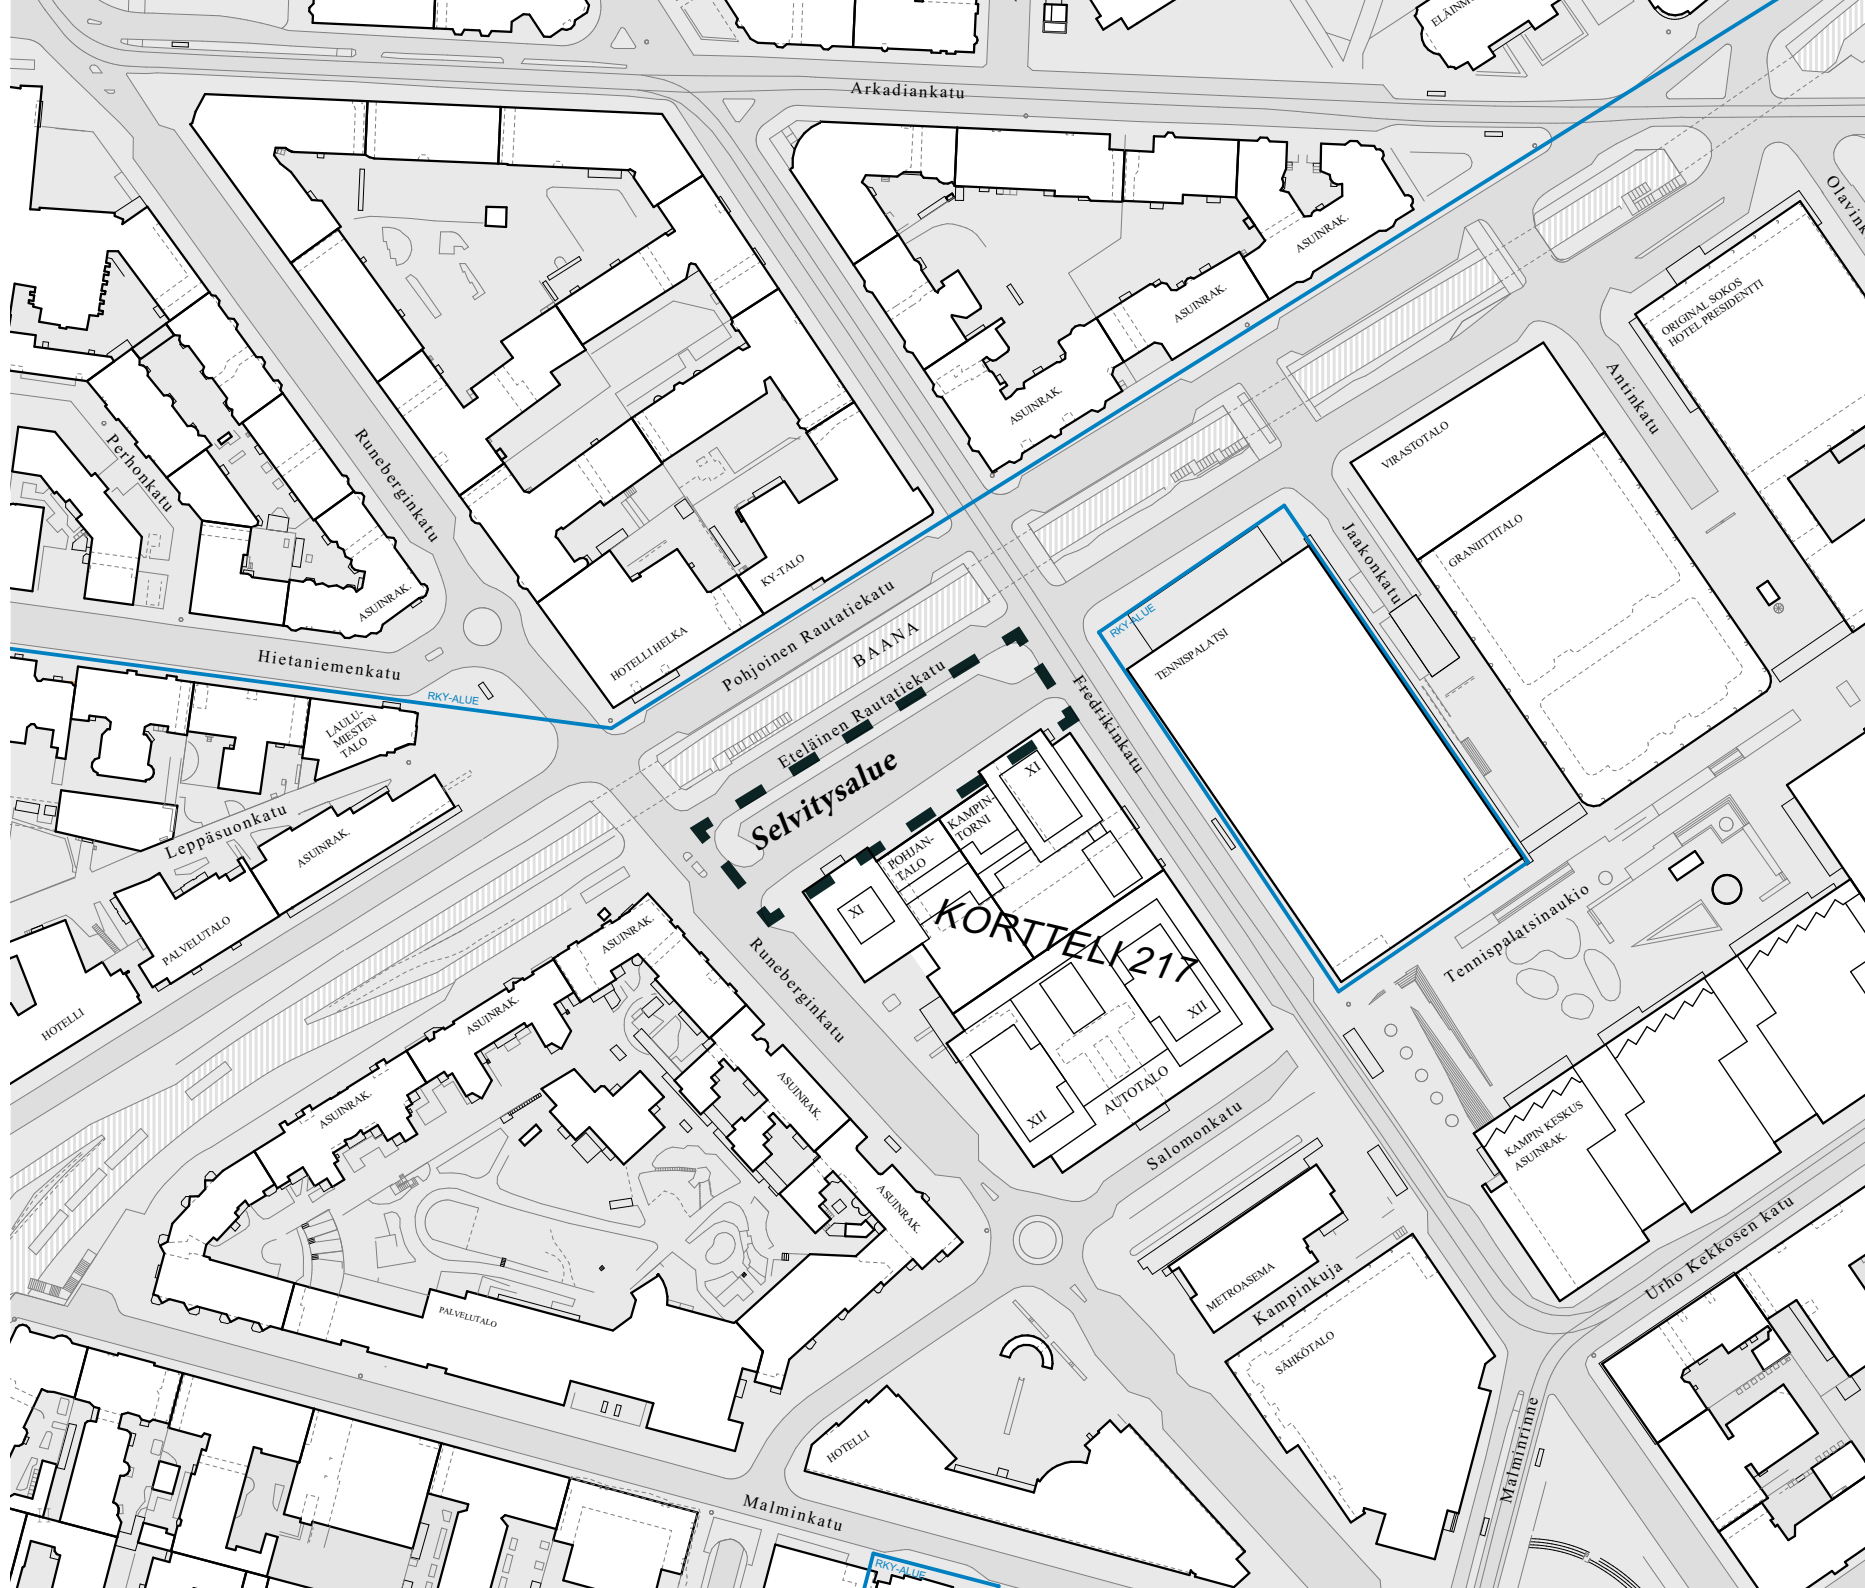 Arkadiankatu
Olavink
ASUINRAK.
ORIGINAL SOKOS
HOTEL PRESIDENTTI
ASUINRAK.
Antinkatu
ASUINRAK.
VIRASTOTALO
Perhonkatu
Runeberginkatu
GRANIITTITALO
Jaakonkatu
ASUINRAK.
KY-TALO
Pohjoinen Rautatiekatu
BAANA
RKY-ALUE
TENNISPALATSI
HOTELLI HELKA
Hietaniemenkatu
RKY-ALUE
Eteläinen Rautatiekatu
Fredrikinkatu
LAULU-
MIESTEN
TALO
Selvitysalue
XI
KAMPIN-
TORNI
POHJAN-
TALO
Leppäsuonkatu
ASUINRAK.
XI
KORTTELI 217
PALVELUTALO
ASUINRAK.
Tennispalatsinaukio
HOTELLI
ASUINRAK.
Runeberginkatu
XII
ASUINRAK.
ASUINRAK.
AUTOTALO
XII
Salomonkatu
KAMPIN KESKUS
ASUINRAK.
ASUINRAK.
Urho Kekkosen katu
METROASEMA
Kampinkuja
PALVELUTALO
SÄHKÖTALO
HOTELLI
Malminrinne
Malminkatu
RKY-ALUE